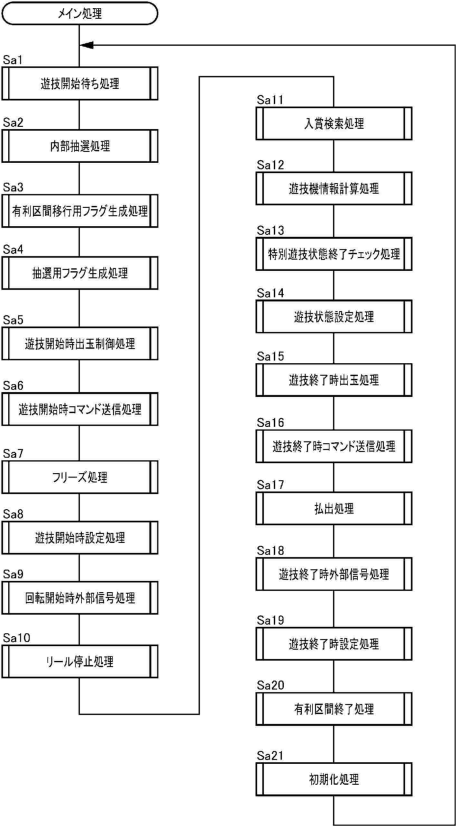 メイン処理
Sa1
遊技開始待ち処理
Sa2
内部抽選処理
Sa3
有利区間移行用フラグ生成処理
Sa4
抽選用フラグ生成処理
Sa5
遊技開始時出玉制御処理
Sa6
遊技開始時コマンド送信処理
Sa7
フリーズ処理
Sa8
遊技開始時設定処理
Sa9
回転開始時外部信号処理
Sa10
リール停止処理
Sa11
入賞検索処理
Sa12
遊技機情報計算処理
Sa13
特別遊技状態終了チェック処理
Sa14
遊技状態設定処理
Sa15
遊技終了時出玉処理
Sa16
遊技終了時コマンド送信処理
Sa17
払出処理
Sa18
遊技終了時外部信号処理
Sa19
遊技終了時設定処理
Sa20
有利区間終了処理
Sa21
初期化処理